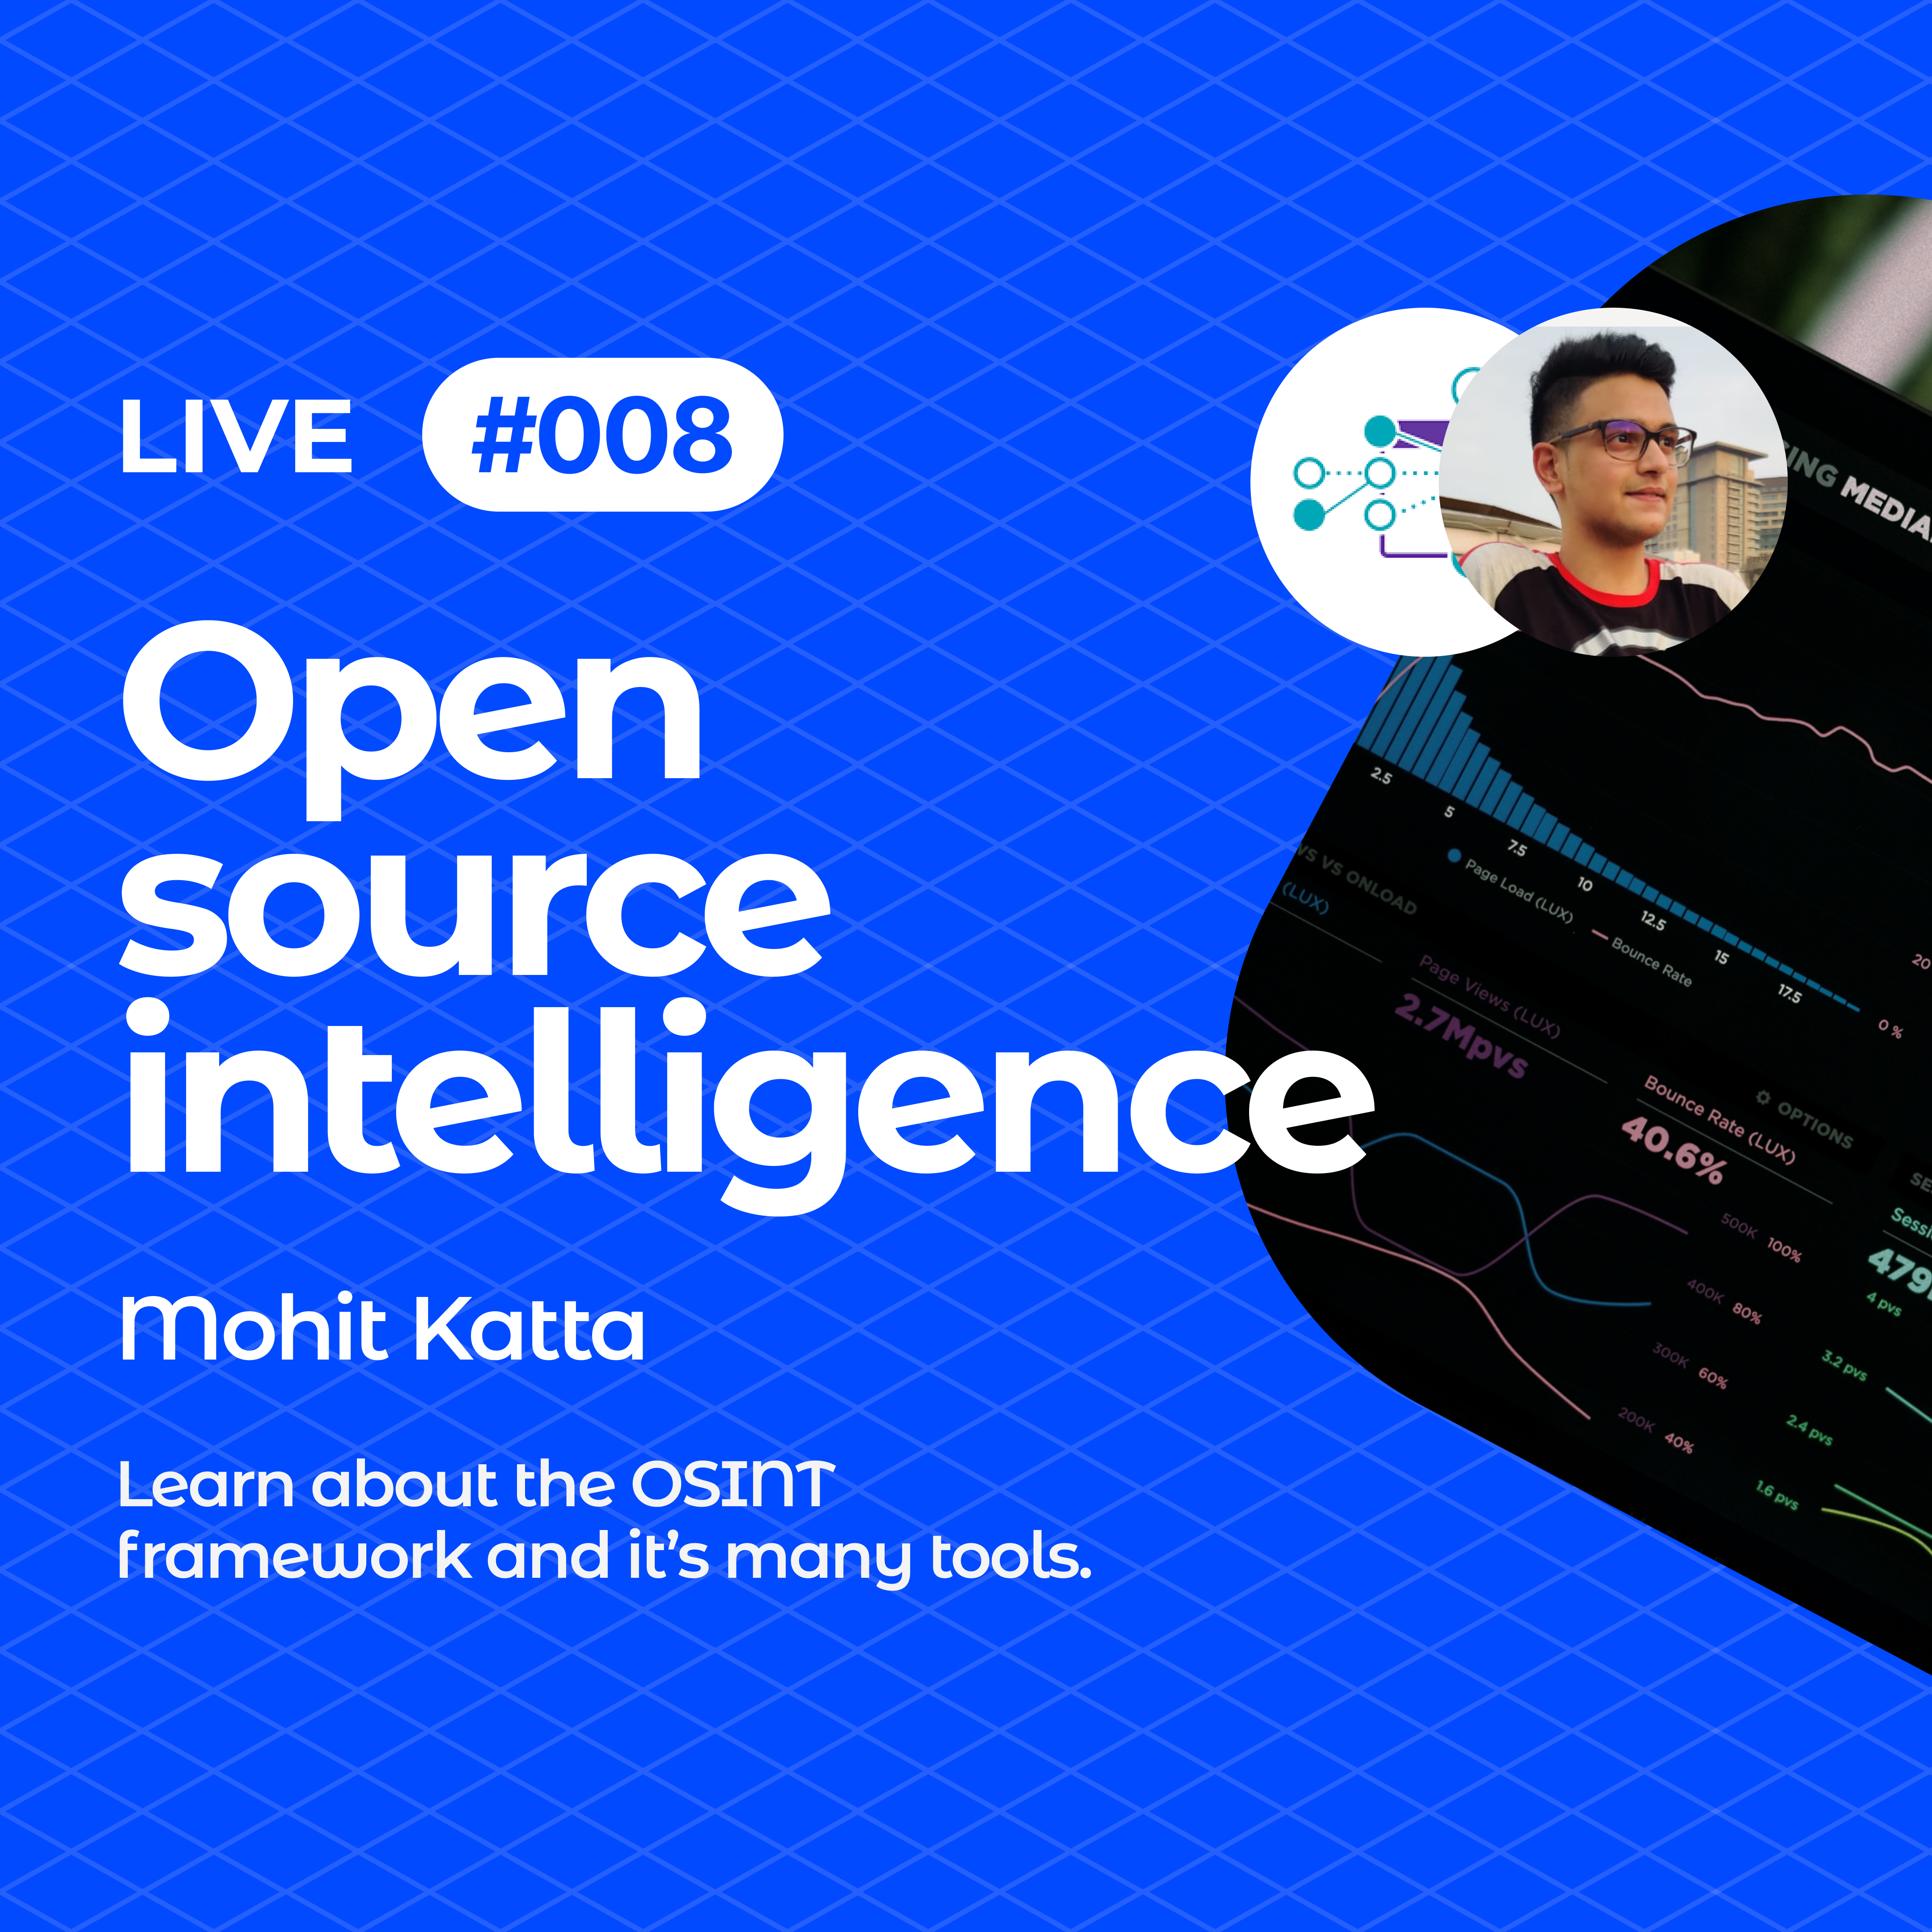 LIVE
#008
Open
source
intelligence
Mohit Katta
Learn about the OSINT
framework and it’s many tools.
MEDIA
2.5
5
7.5
10
12.5
15
17.5
20
0 %
Page Load (LUX)
Bounce Rate
VS ONLOAD
(LUX)
Page Views (LUX)
2.7Mpvs
Bounce Rate (LUX)
40.6%
OPTIONS
500K 100%
400K 80%
300K 60%
200K 40%
479
4 pvs
3.2 pvs
2.4 pvs
1.6 pvs